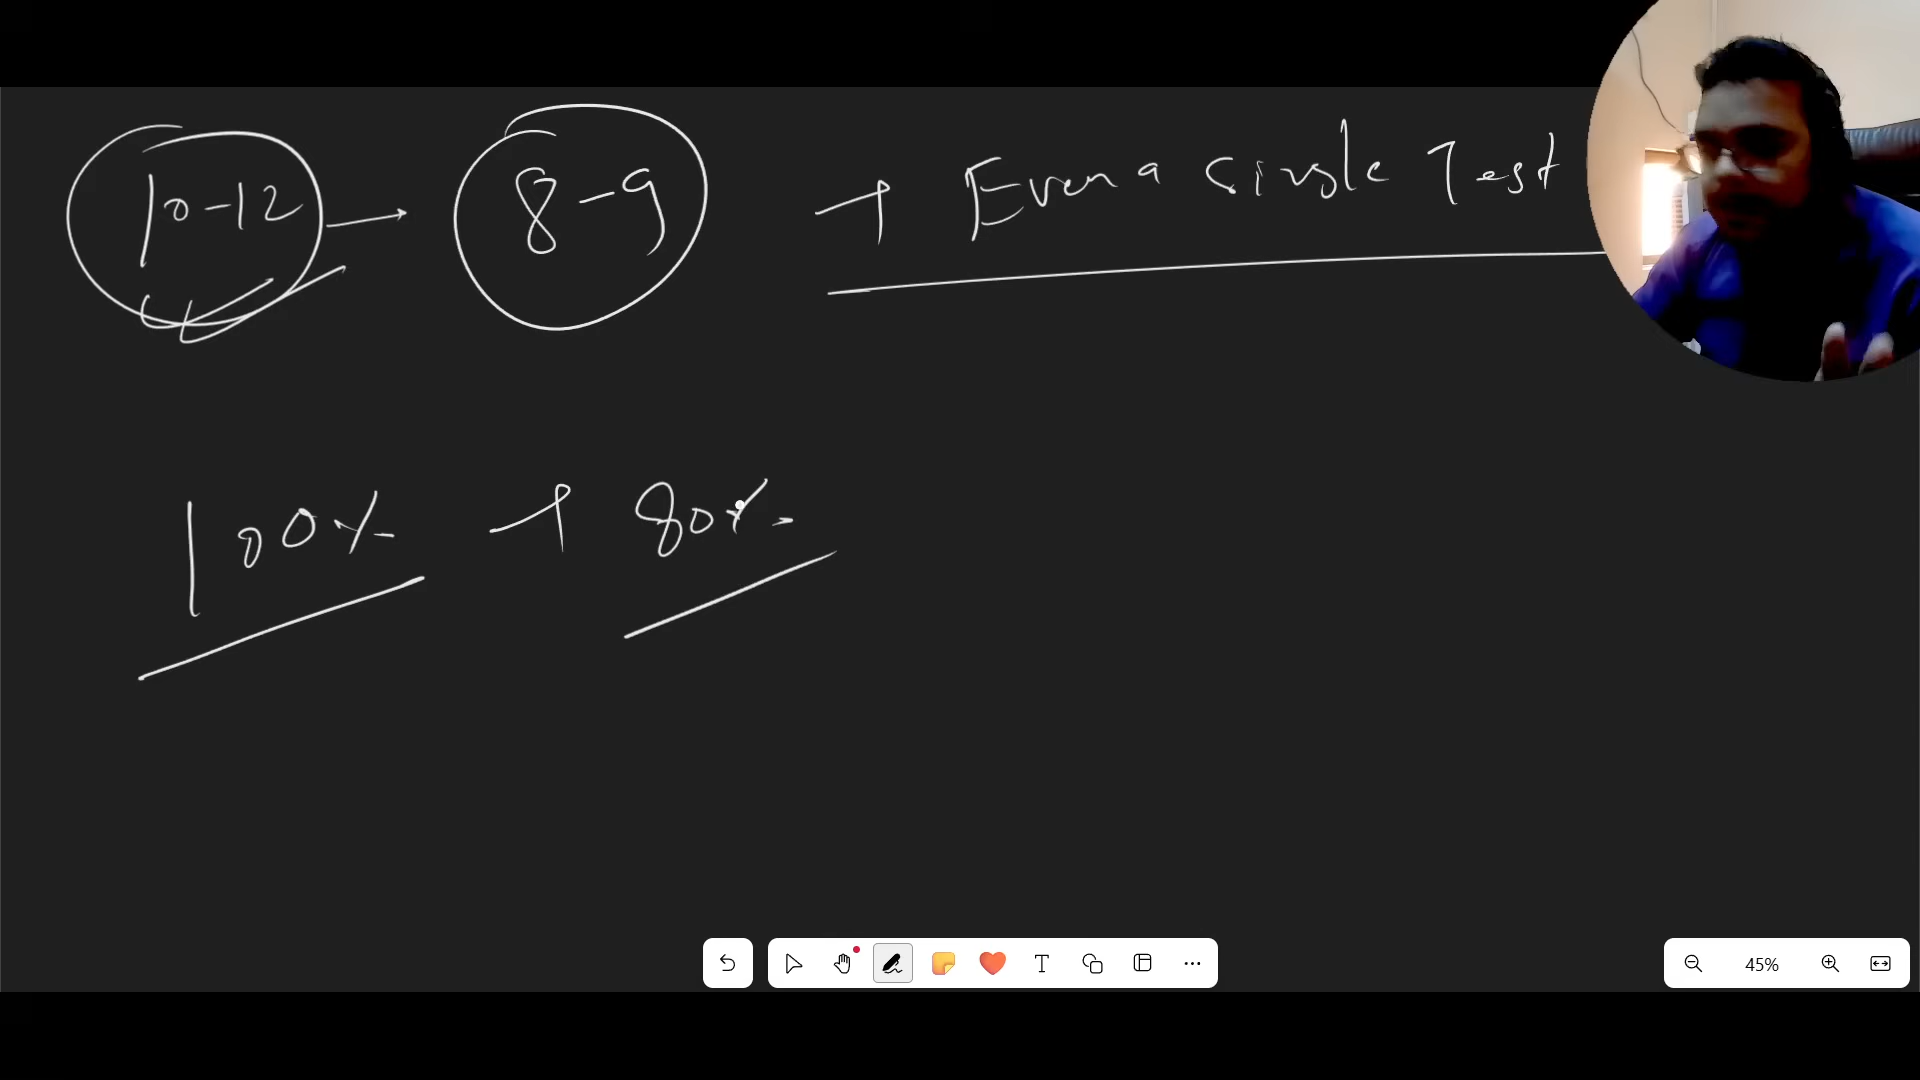 10-12 → 8-9 → Even a single Test
100% → 80%
45%